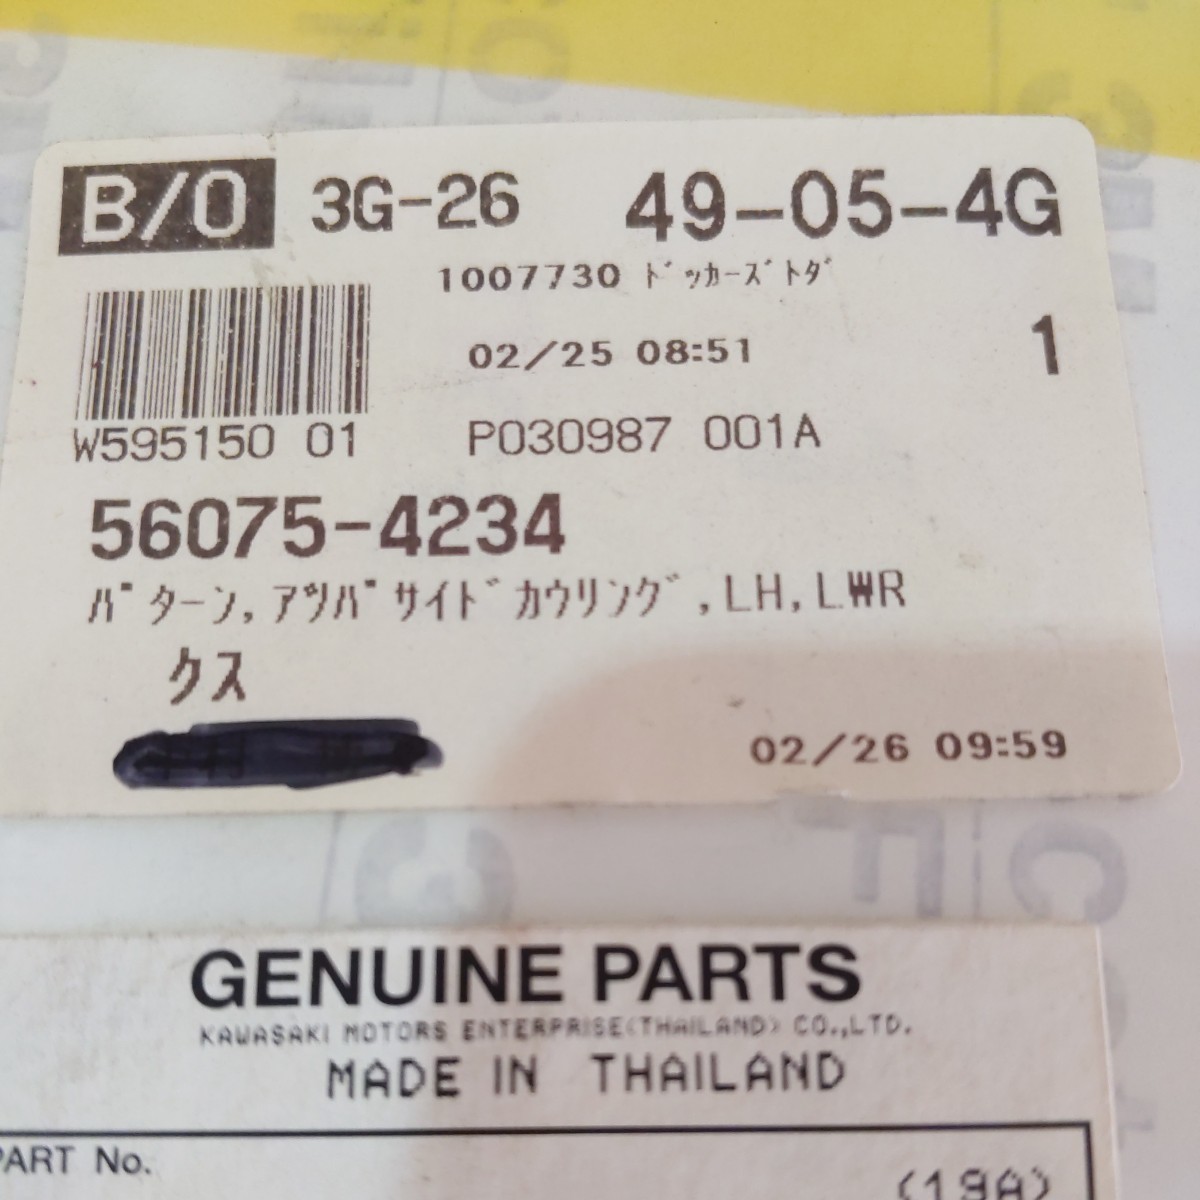 B/O 3G-26 49-05-4G
1007730 ﾄﾞｯｶｰｽﾞﾄﾀﾞ
02/25 08:51 1
W595150 01 P030987 001A
56075-4234
ﾊﾟﾀｰﾝ,ｱﾂﾊﾟｻｲﾄﾞｶｳﾘﾝｸﾞ,LH,LWR
クス
02/26 09:59
GENUINE PARTS
KAWASAKI MOTORS ENTERPRISE(THAILAND) CO.,LTD.
MADE IN THAILAND
PART No.
(19A)